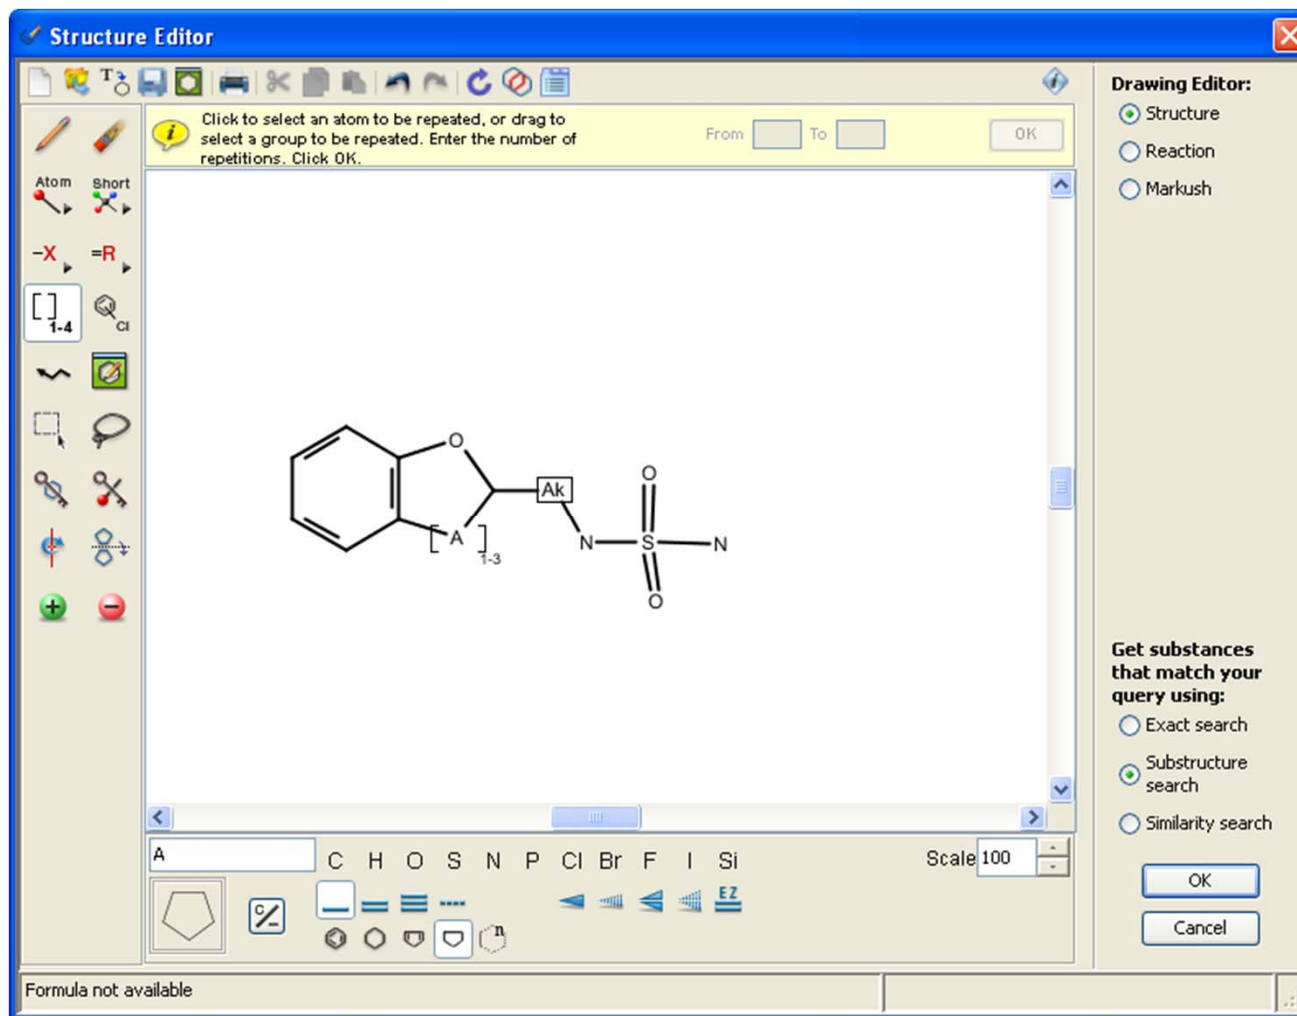 Structure Editor
T
Drawing Editor:
Structure
Reaction
Markush
Click to select an atom to be repeated, or drag to
select a group to be repeated. Enter the number of
repetitions. Click OK.
From
To
OK
Atom
Short
-X
=R
[ ] 1-4
Cl
O
Ak
O
[ A ] 1-3
N
S
N
O
Get substances
that match your
query using:
Exact search
Substructure
search
Similarity search
A
C H O S N P Cl Br F I Si
Scale 100
C
EZ
n
OK
Cancel
Formula not available